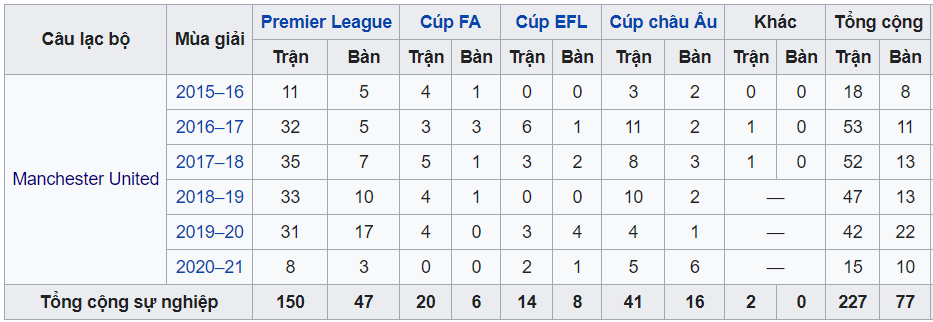 Câu lạc bộ Mùa giải Premier League Cúp FA Cúp EFL Cúp châu Âu Khác Tổng cộng
Trận Bàn Trận Bàn Trận Bàn Trận Bàn Trận Bàn Trận Bàn
Manchester United
2015–16 11 5 4 1 0 0 3 2 0 0 18 8
2016–17 32 5 3 3 6 1 11 2 1 0 53 11
2017–18 35 7 5 1 3 2 8 3 1 0 52 13
2018–19 33 10 4 1 0 0 10 2 — 47 13
2019–20 31 17 4 0 3 4 4 1 — 42 22
2020–21 8 3 0 0 2 1 5 6 — 15 10
Tổng cộng sự nghiệp 150 47 20 6 14 8 41 16 2 0 227 77